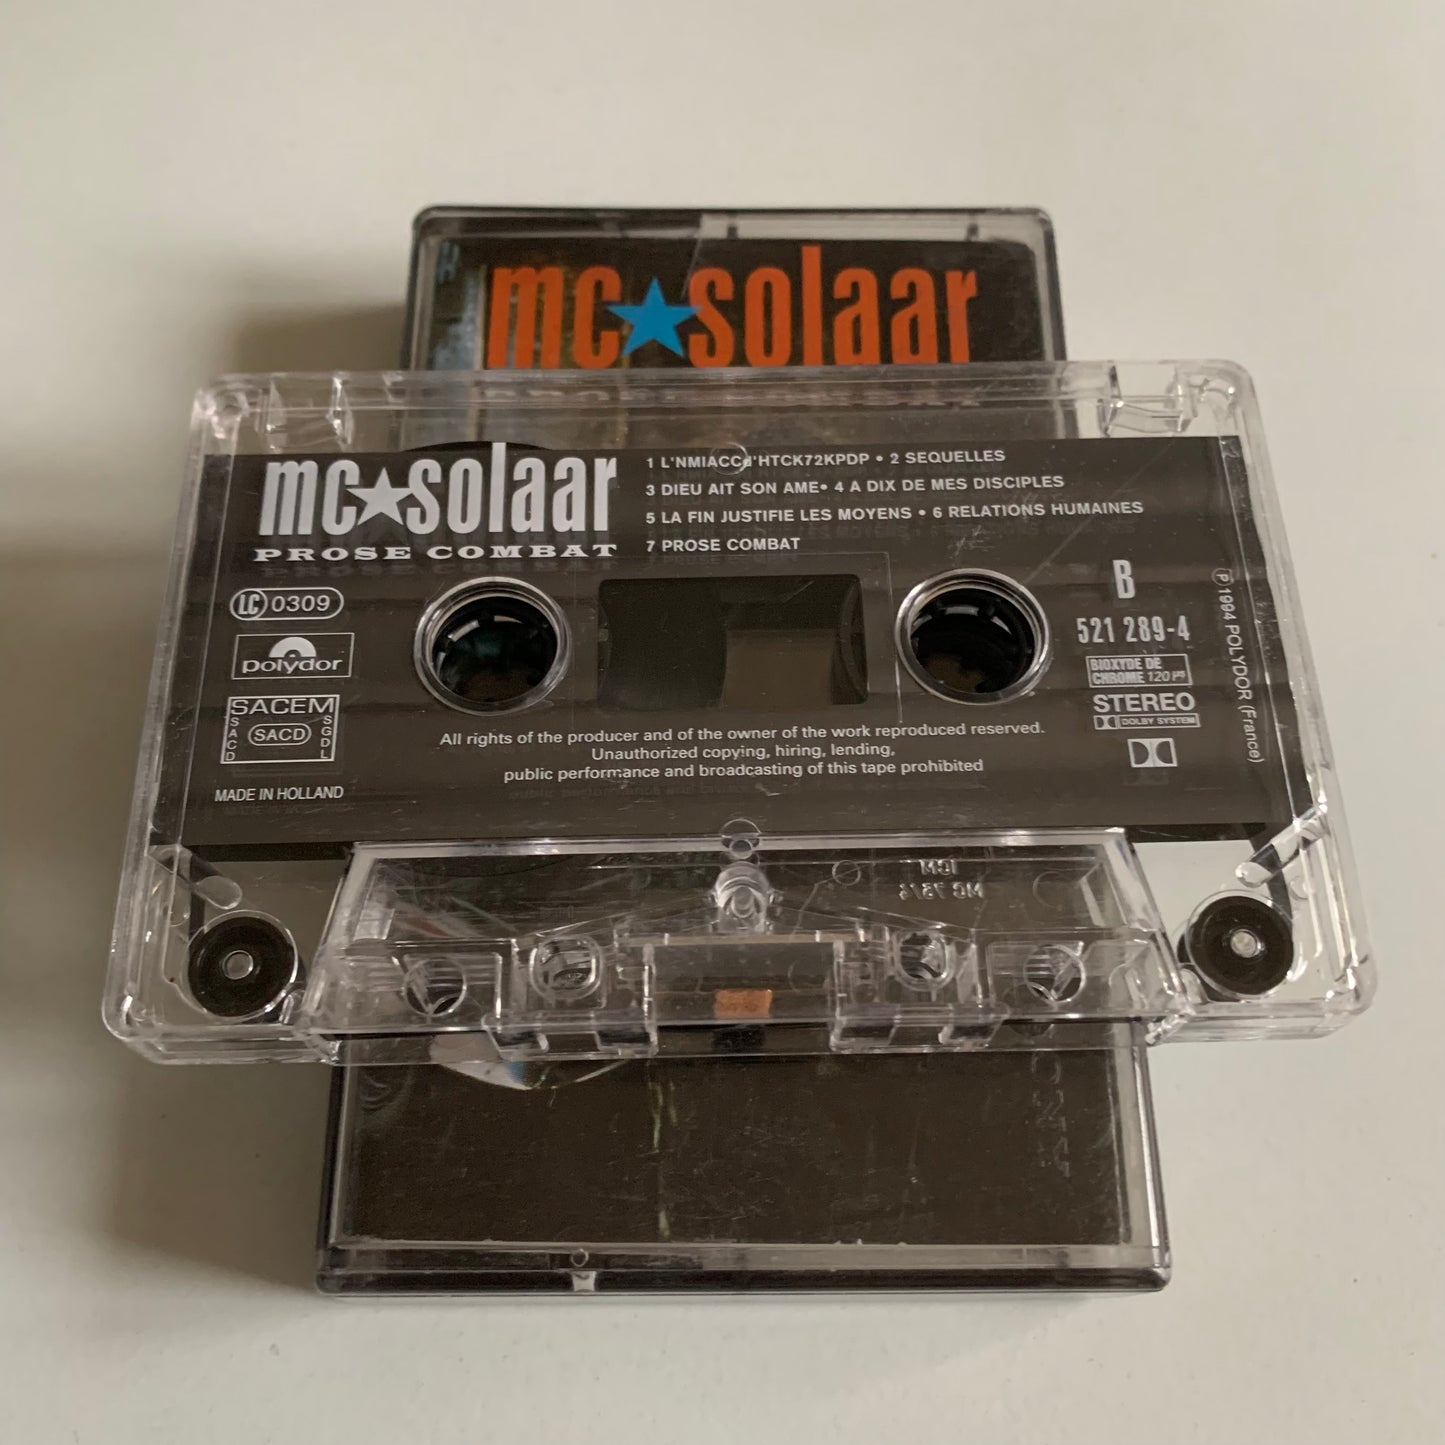 mc★solaar
mc★solaar
PROSE COMBAT
1 L'NMIACCd'HTCK72KPDP • 2 SEQUELLES
3 DIEU AIT SON AME• 4 A DIX DE MES DISCIPLES
5 LA FIN JUSTIFIE LES MOYENS • 6 RELATIONS HUMAINES
7 PROSE COMBAT
LC 0309
polydor
SACEM
SACD
SACD
SGDL
MADE IN HOLLAND
All rights of the producer and of the owner of the work reproduced reserved.
Unauthorized copying, hiring, lending,
public performance and broadcasting of this tape prohibited
B
521 289-4
BIOXYDE DE
CHROME 120 µs
STEREO
DOLBY SYSTEM
℗ 1994 POLYDOR (France)